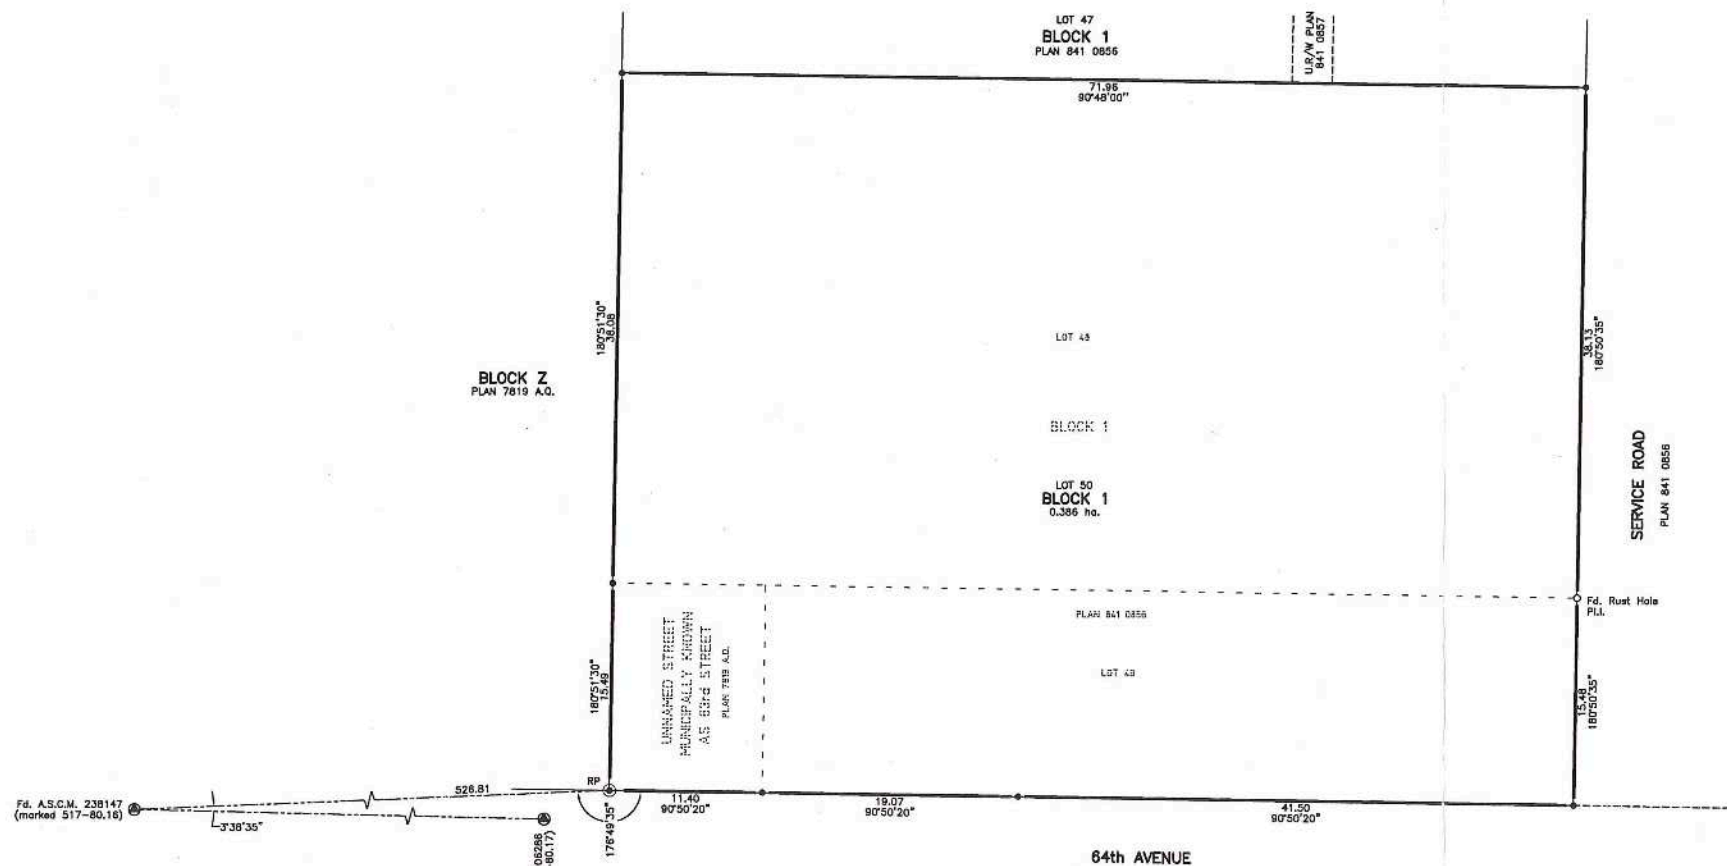 LOT 47
BLOCK 1
PLAN 841 0856
U.R/W PLAN
841 0857
71.96
90°48'00"
180°51'30"
38.08
38.13
180°50'35"
LOT 48
BLOCK Z
PLAN 7819 A.Q.
BLOCK 1
LOT 50
BLOCK 1
0.386 ha.
SERVICE ROAD
PLAN 841 0856
Fd. Rust Hole
Pl.I.
PLAN 841 0856
LOT 49
UNNAMED STREET
MUNICIPALLY KNOWN
AS 63rd STREET
PLAN 7819 A.Q.
180°51'30"
15.49
15.48
180°50'35"
RP
526.81
Fd. A.S.C.M. 238147
(marked 517-80.16)
3°38'35"
06288
80.17)
176°49'35"
11.40
90°50'20"
19.07
90°50'20"
41.50
90°50'20"
64th AVENUE